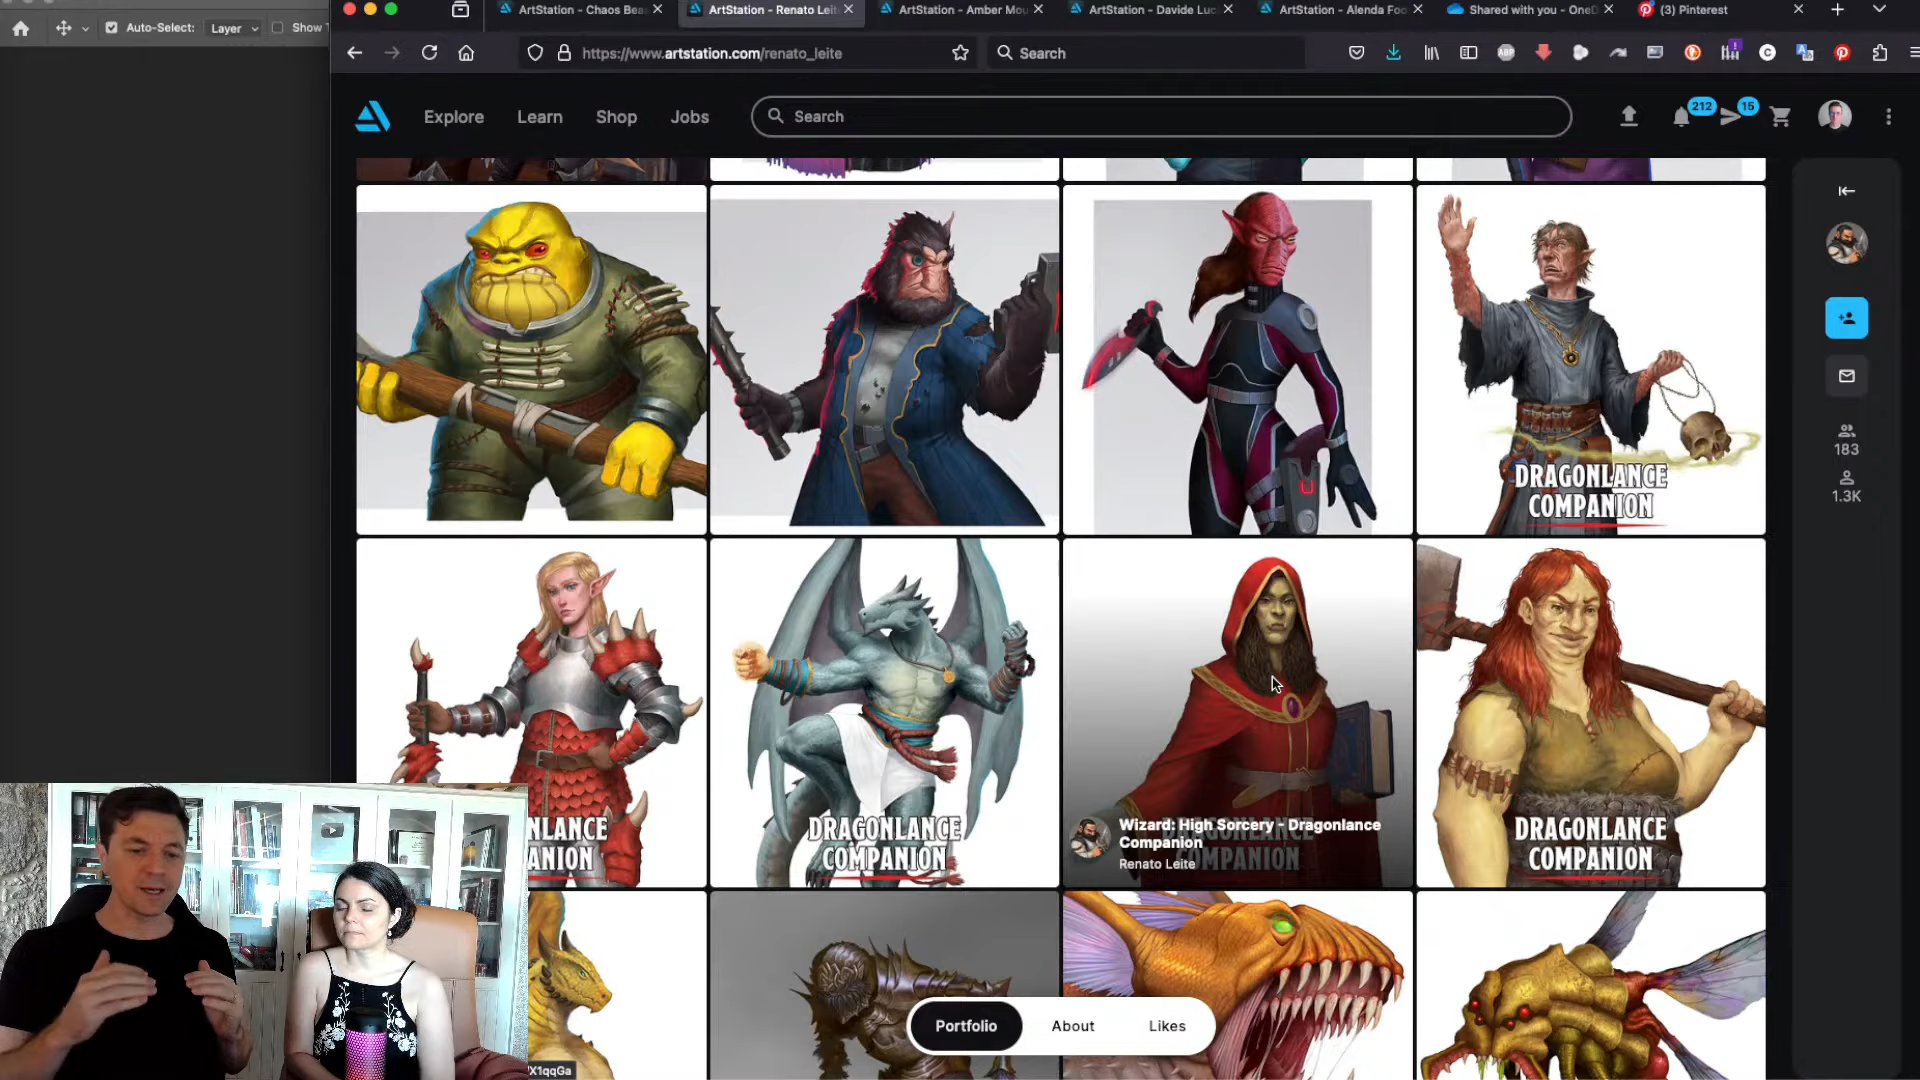 ArtStation - Chaos Bea
ArtStation - Renato Leit
ArtStation - Amber Mou
ArtStation - Davide Luc
ArtStation - Alenda Foo
Shared with you - OneD
(3) Pinterest
Auto-Select:
Layer
Show T
https://www.artstation.com/renato_leite
Search
Explore
Learn
Shop
Jobs
Search
212
15
183
1.3K
DRAGONLANCE
COMPANION
NLANCE
ANION
DRAGONLANCE
COMPANION
Wizard: High Sorcery - Dragonlance
Companion
Renato Leite
DRAGONLANCE
COMPANION
Portfolio
About
Likes
X1qqGa